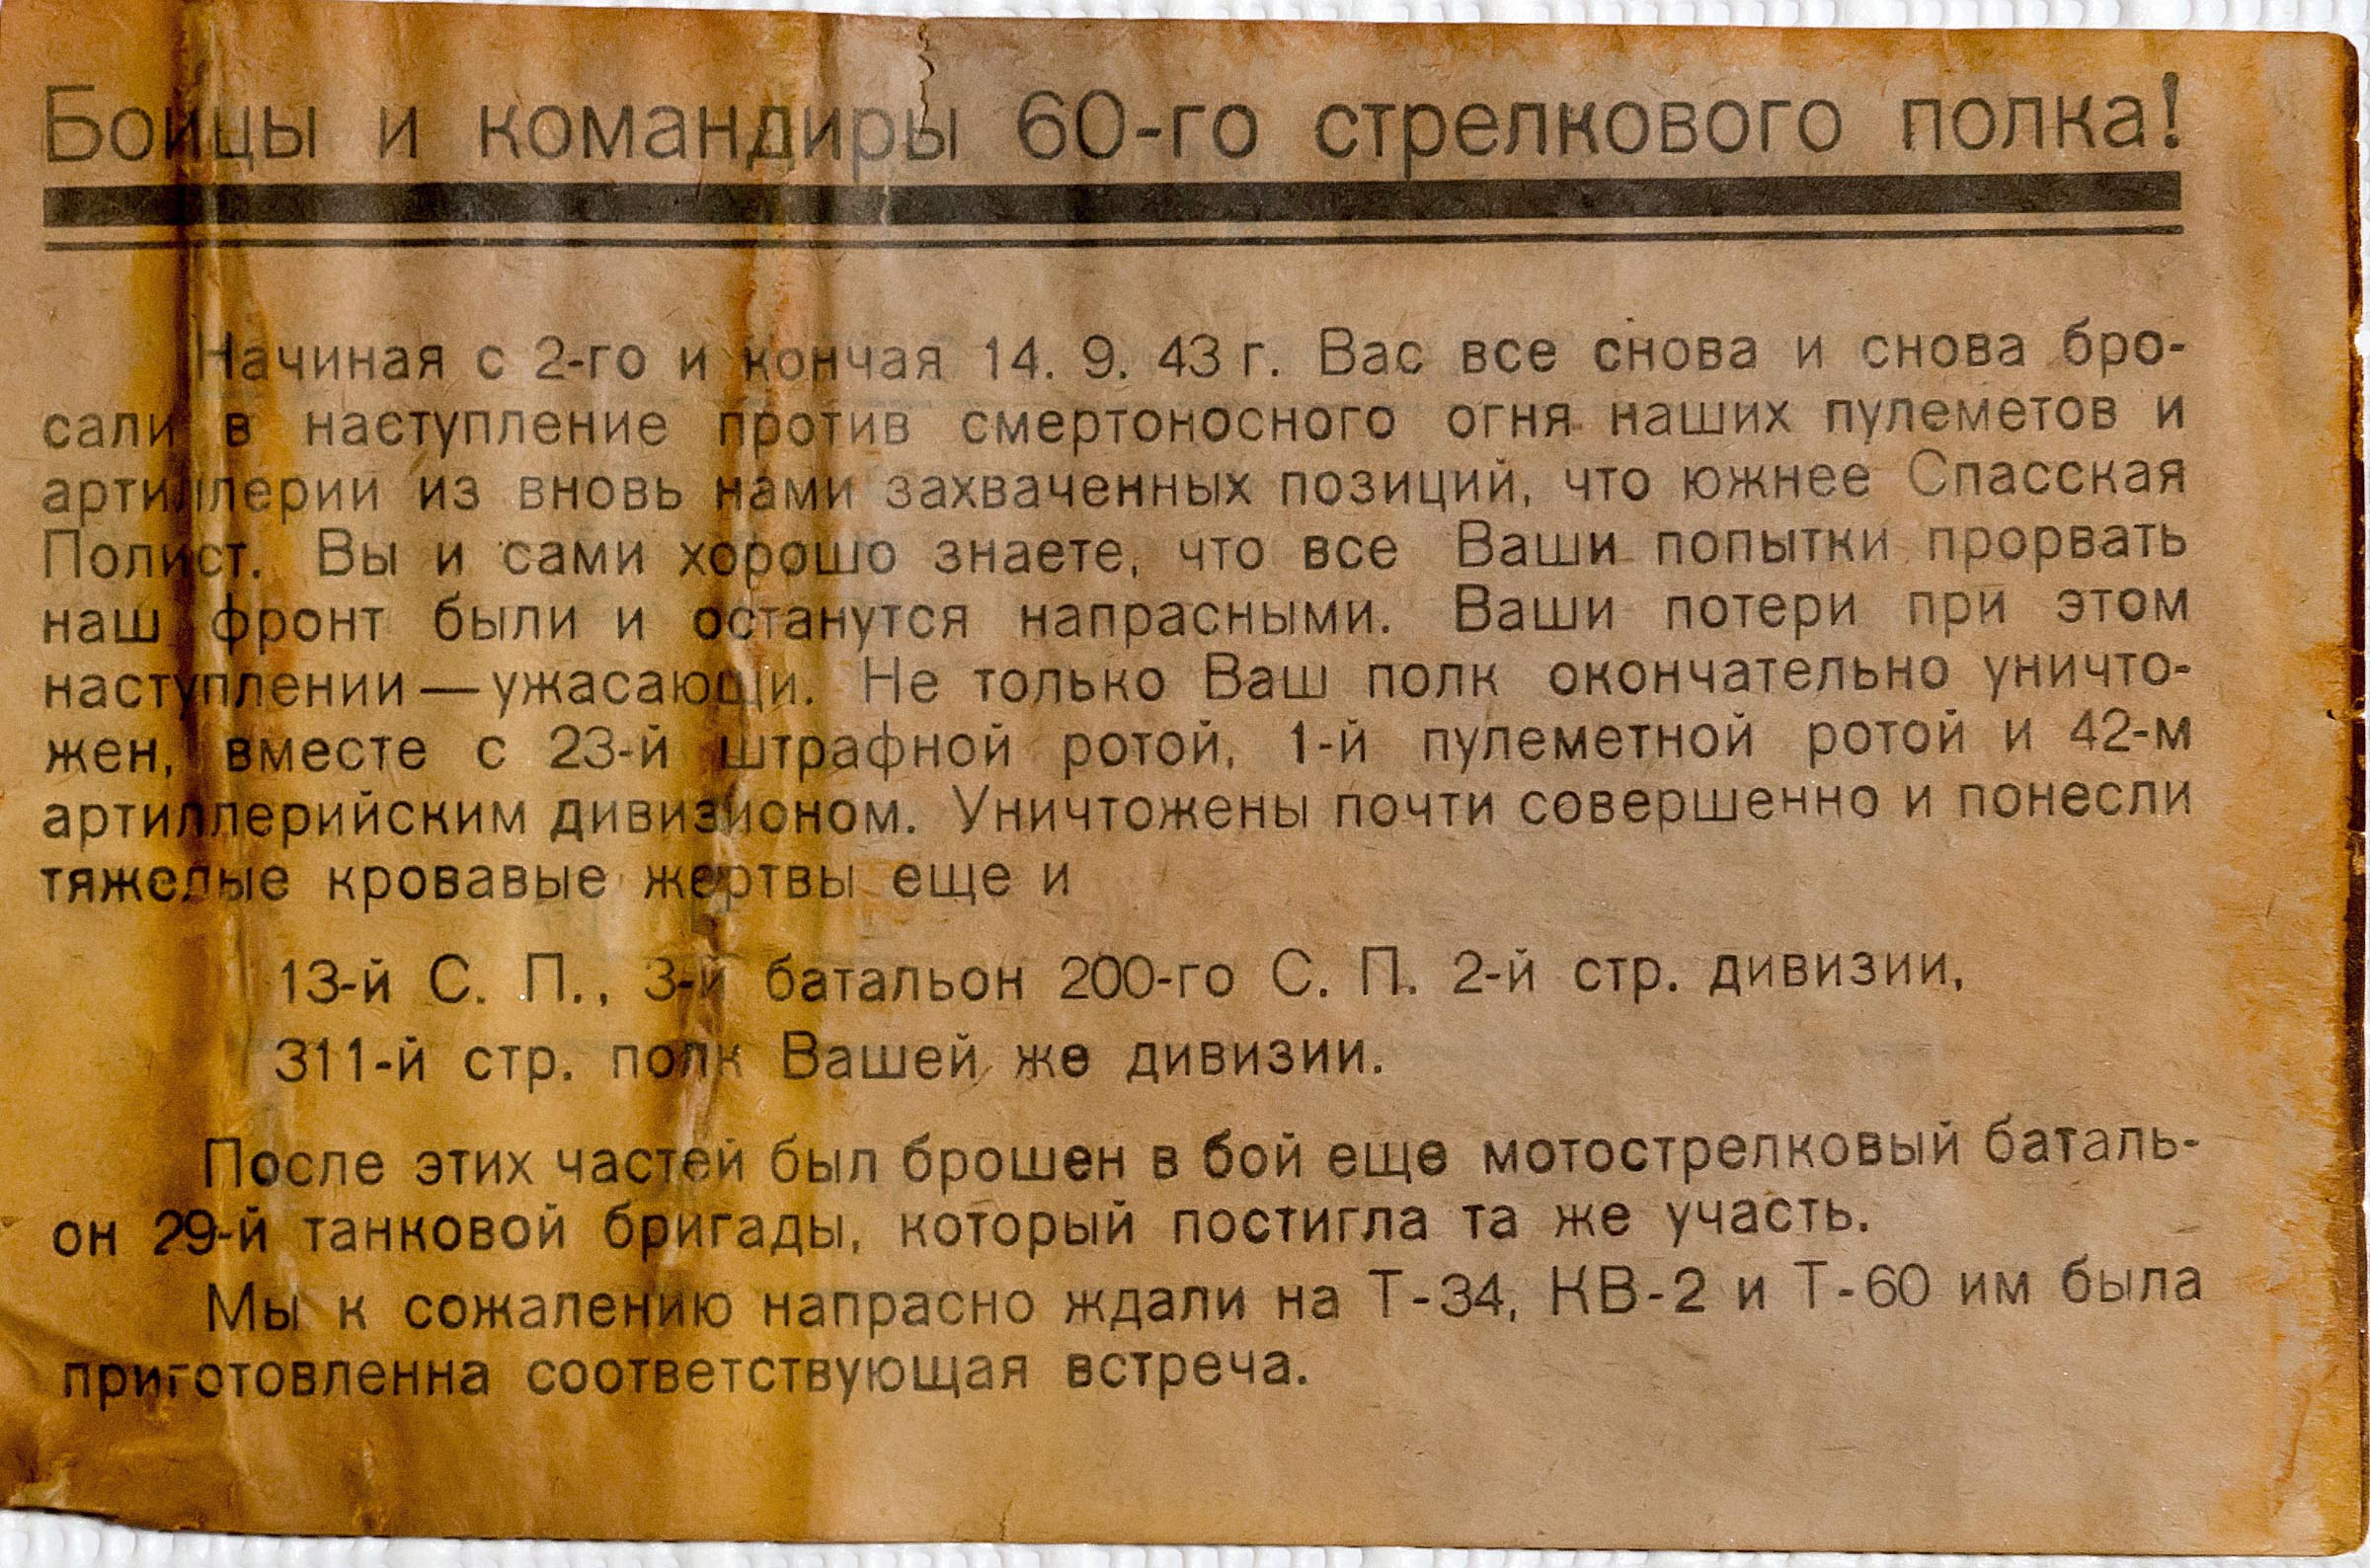 Бойцы и командиры 60-го стрелкового полка!
Начиная с 2-го и кончая 14. 9. 43 г. Вас все снова и снова бро-
сали в наступление против смертоносного огня наших пулеметов и
артиллерии из вновь нами захваченных позиций, что южнее Спасская
Полист. Вы и сами хорошо знаете, что все Ваши попытки прорвать
наш фронт были и останутся напрасными. Ваши потери при этом
наступлении — ужасающи. Не только Ваш полк окончательно уничто-
жен, вместе с 23-й штрафной ротой, 1-й пулеметной ротой и 42-м
артиллерийским дивизионом. Уничтожены почти совершенно и понесли
тяжелые кровавые жертвы еще и
13-й С. П., 3-й батальон 200-го С. П. 2-й стр. дивизии,
311-й стр. полк Вашей же дивизии.
После этих частей был брошен в бой еще мотострелковый баталь-
он 29-й танковой бригады, который постигла та же участь.
Мы к сожалению напрасно ждали на Т-34, КВ-2 и Т-60 им была
приготовленна соответствующая встреча.